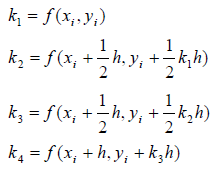 k₁ = f(xᵢ, yᵢ)
k₂ = f(xᵢ + 1/2 h, yᵢ + 1/2 k₁h)
k₃ = f(xᵢ + 1/2 h, yᵢ + 1/2 k₂h)
k₄ = f(xᵢ + h, yᵢ + k₃h)